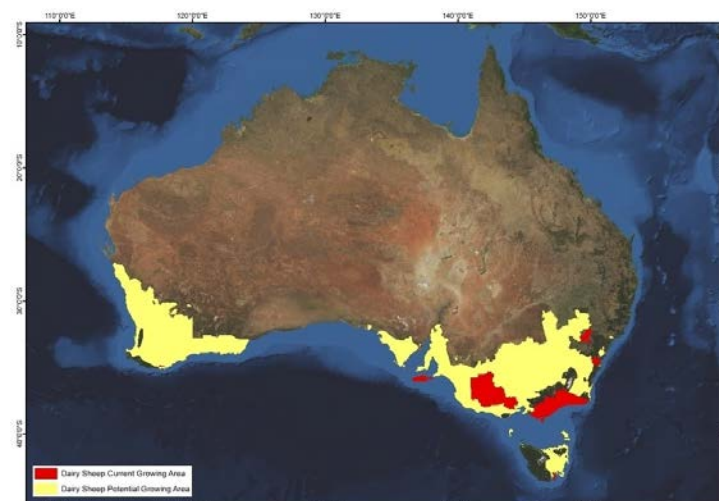 110°0'0"E 120°0'0"E 130°0'0"E 140°0'0"E 150°0'0"E
10°0'0"S
20°0'0"S
30°0'0"S
40°0'0"S
Dairy Sheep Current Growing Area
Dairy Sheep Potential Growing Area